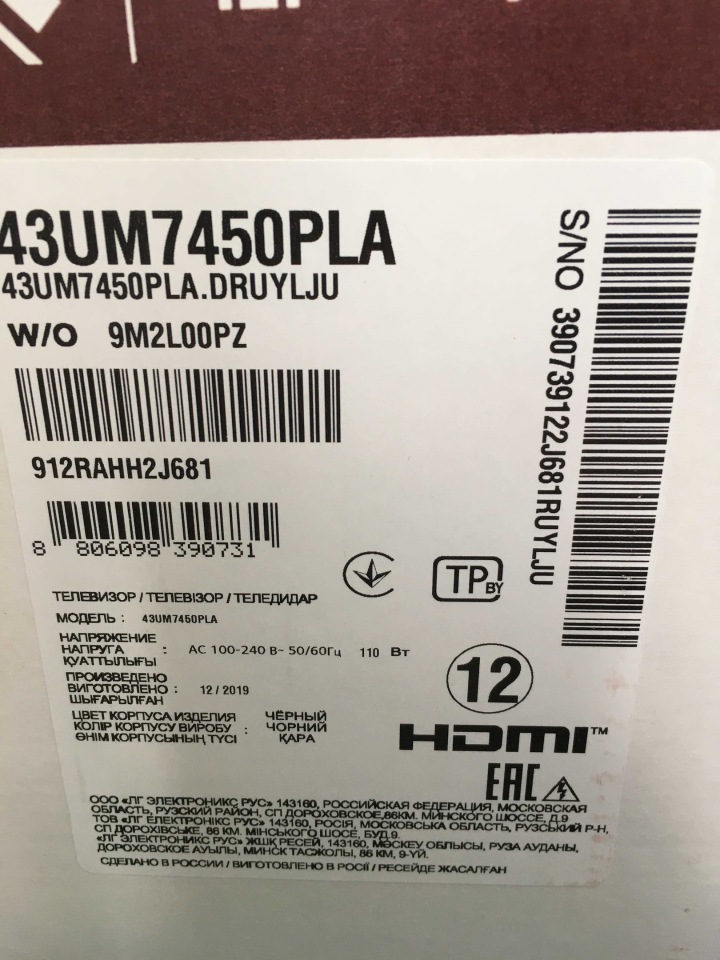 43UM7450PLA
43UM7450PLA.DRUYLJU
W/O 9M2L00PZ
912RAHH2J681
8 806098 390731
S/NO 390739122J681RUYLJU
TP BY
ТЕЛЕВИЗОР / ТЕЛЕВІЗОР / ТЕЛЕДИДАР
МОДЕЛЬ : 43UM7450PLA
НАПРЯЖЕНИЕ
НАПРУГА : AC 100-240 В~ 50/60Гц 110 Вт
ҚУАТТЫЛЫҒЫ
ПРОИЗВЕДЕНО
ВИГОТОВЛЕНО : 12 / 2019
ШЫҒАРЫЛҒАН
ЦВЕТ КОРПУСА ИЗДЕЛИЯ ЧЁРНЫЙ
КОЛІР КОРПУСУ ВИРОБУ : ЧОРНИЙ
ӨНІМ КОРПУСЫНЫҢ ТҮСІ ҚАРА
12
HDMI™
EAC
ООО «ЛГ ЭЛЕКТРОНИКС РУС» 143160, РОССИЙСКАЯ ФЕДЕРАЦИЯ, МОСКОВСКАЯ
ОБЛАСТЬ, РУЗСКИЙ РАЙОН, СП ДОРОХОВСКОЕ,86КМ. МИНСКОГО ШОССЕ, Д.9
ТОВ «ЛГ ЕЛЕКТРОНІКС РУС» 143160, РОСІЯ, МОСКОВСЬКА ОБЛАСТЬ, РУЗСЬКИЙ Р-Н,
СП ДОРОХІВСЬКЕ, 86 КМ. МІНСЬКОГО ШОСЕ, БУД.9.
«ЛГ ЭЛЕКТРОНИКС РУС» ЖШҚ РЕСЕЙ, 143160, МӘСКЕУ ОБЛЫСЫ, РУЗА АУДАНЫ,
ДОРОХОВСКОЕ АУЫЛЫ, МИНСК ТАСЖОЛЫ, 86 КМ, 9-ҮЙ.
СДЕЛАНО В РОССИИ / ВИГОТОВЛЕНО В РОСІЇ / РЕСЕЙДЕ ЖАСАЛҒАН